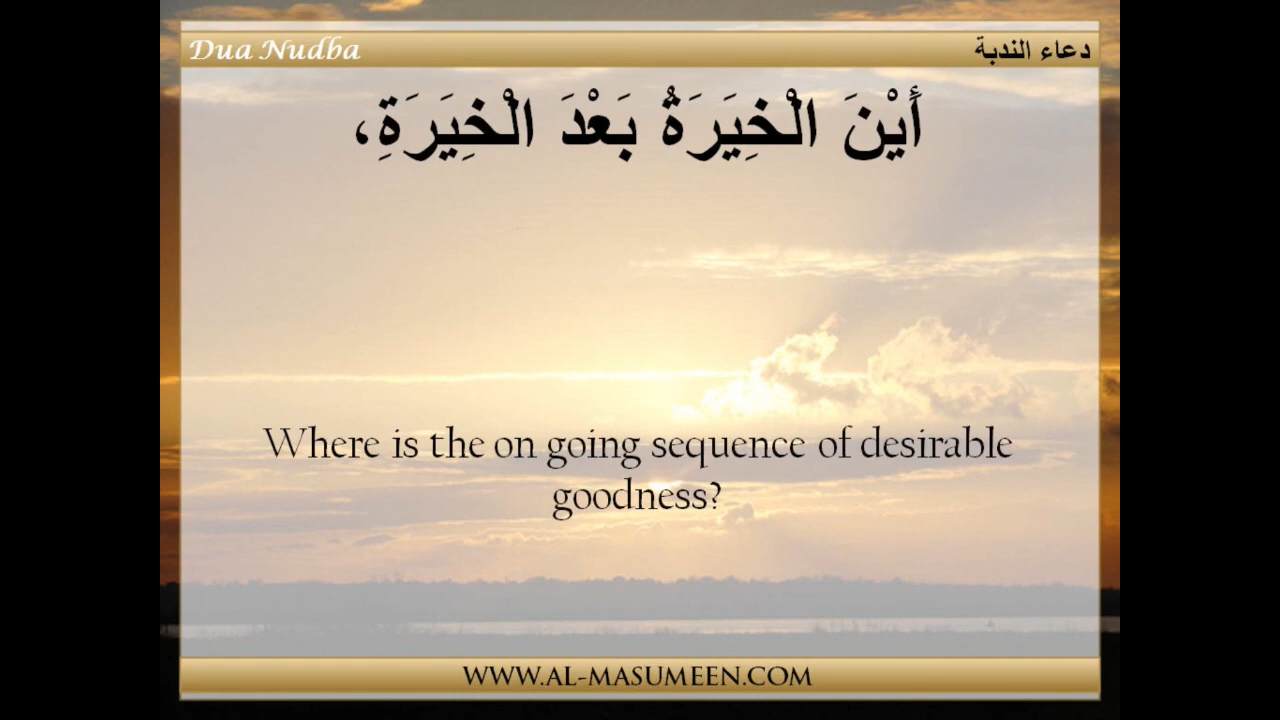 Dua Nudba دعاء الندبة
أَيْنَ الْخِيَرَةُ بَعْدَ الْخِيَرَةِ،
Where is the on going sequence of desirable
goodness?
WWW.AL-MASUMEEN.COM